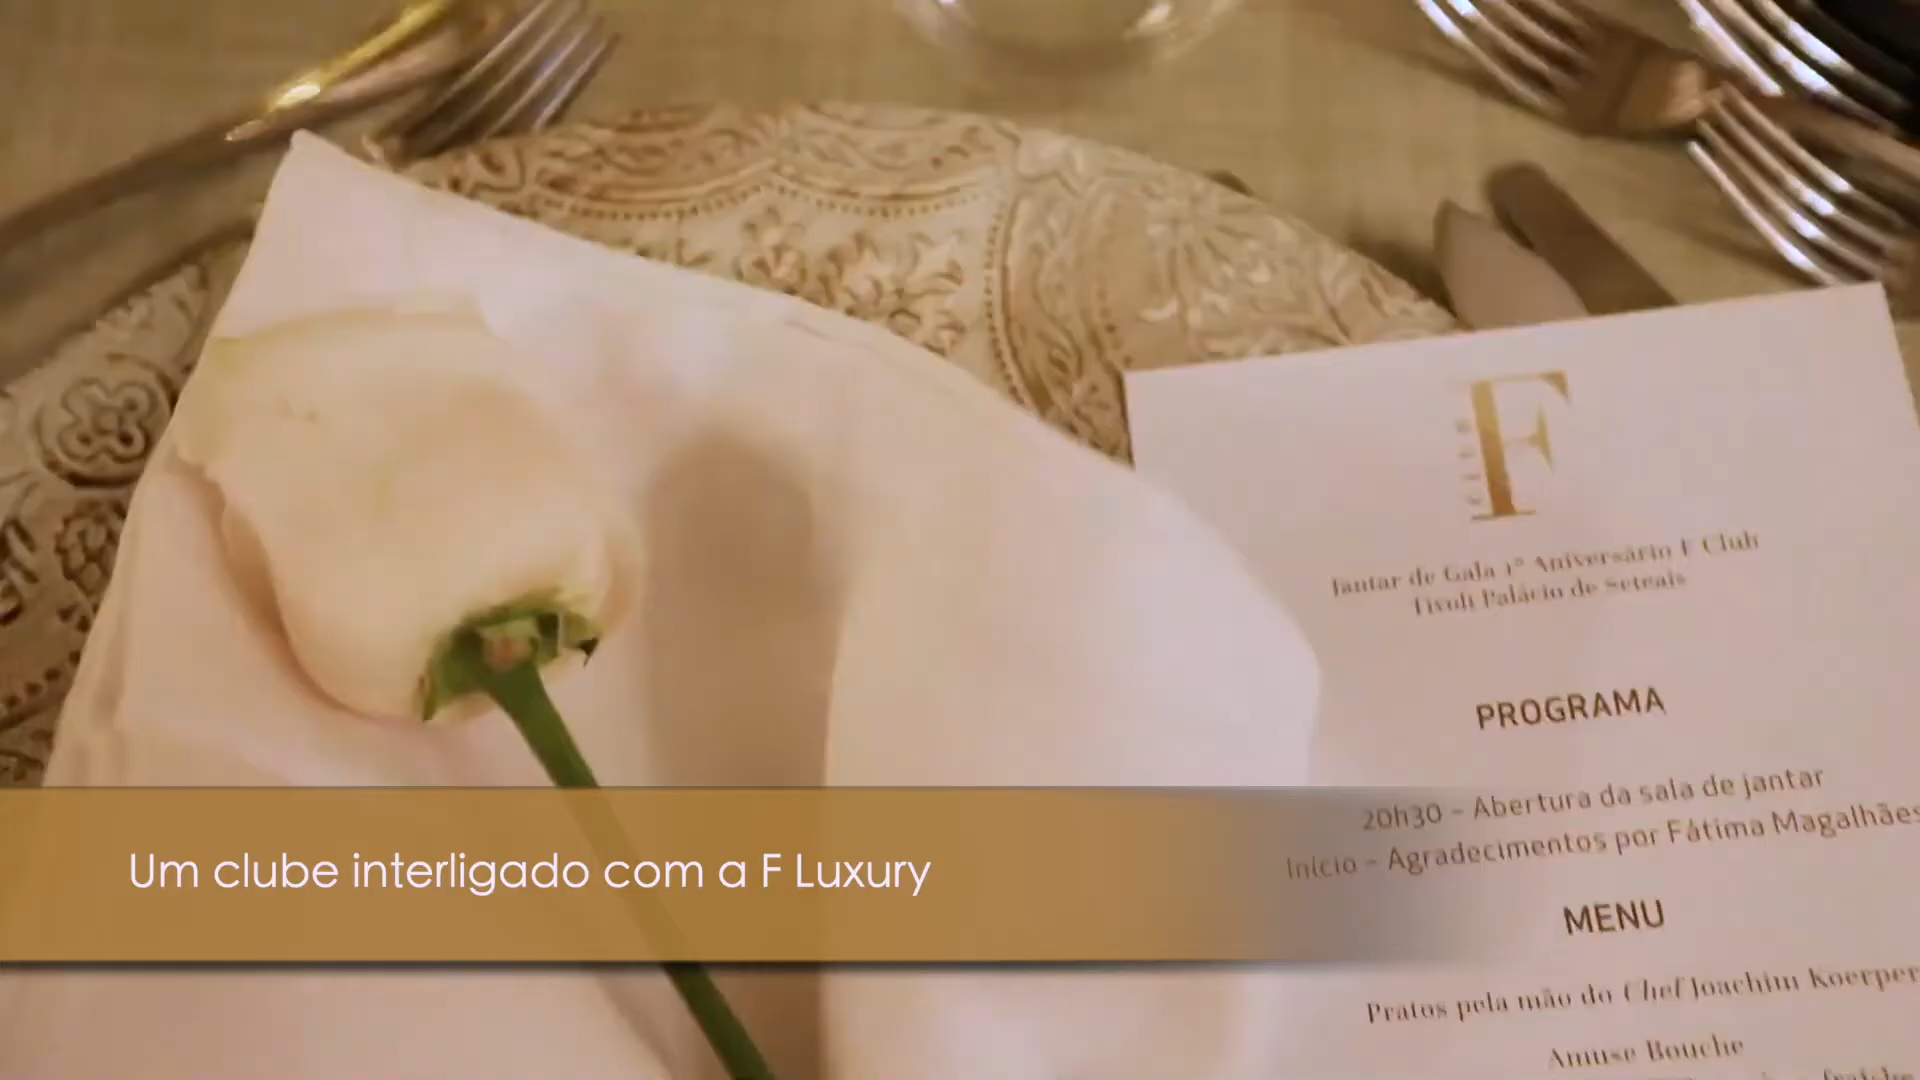 F
CLUB
Jantar de Gala 1º Aniversário F Club
Tivoli Palácio de Seteais
PROGRAMA
20h30 - Abertura da sala de jantar
Início - Agradecimentos por Fátima Magalhães
MENU
Pratos pela mão do Chef Joachim Koerper
Amuse Bouche
fraîche
Um clube interligado com a F Luxury